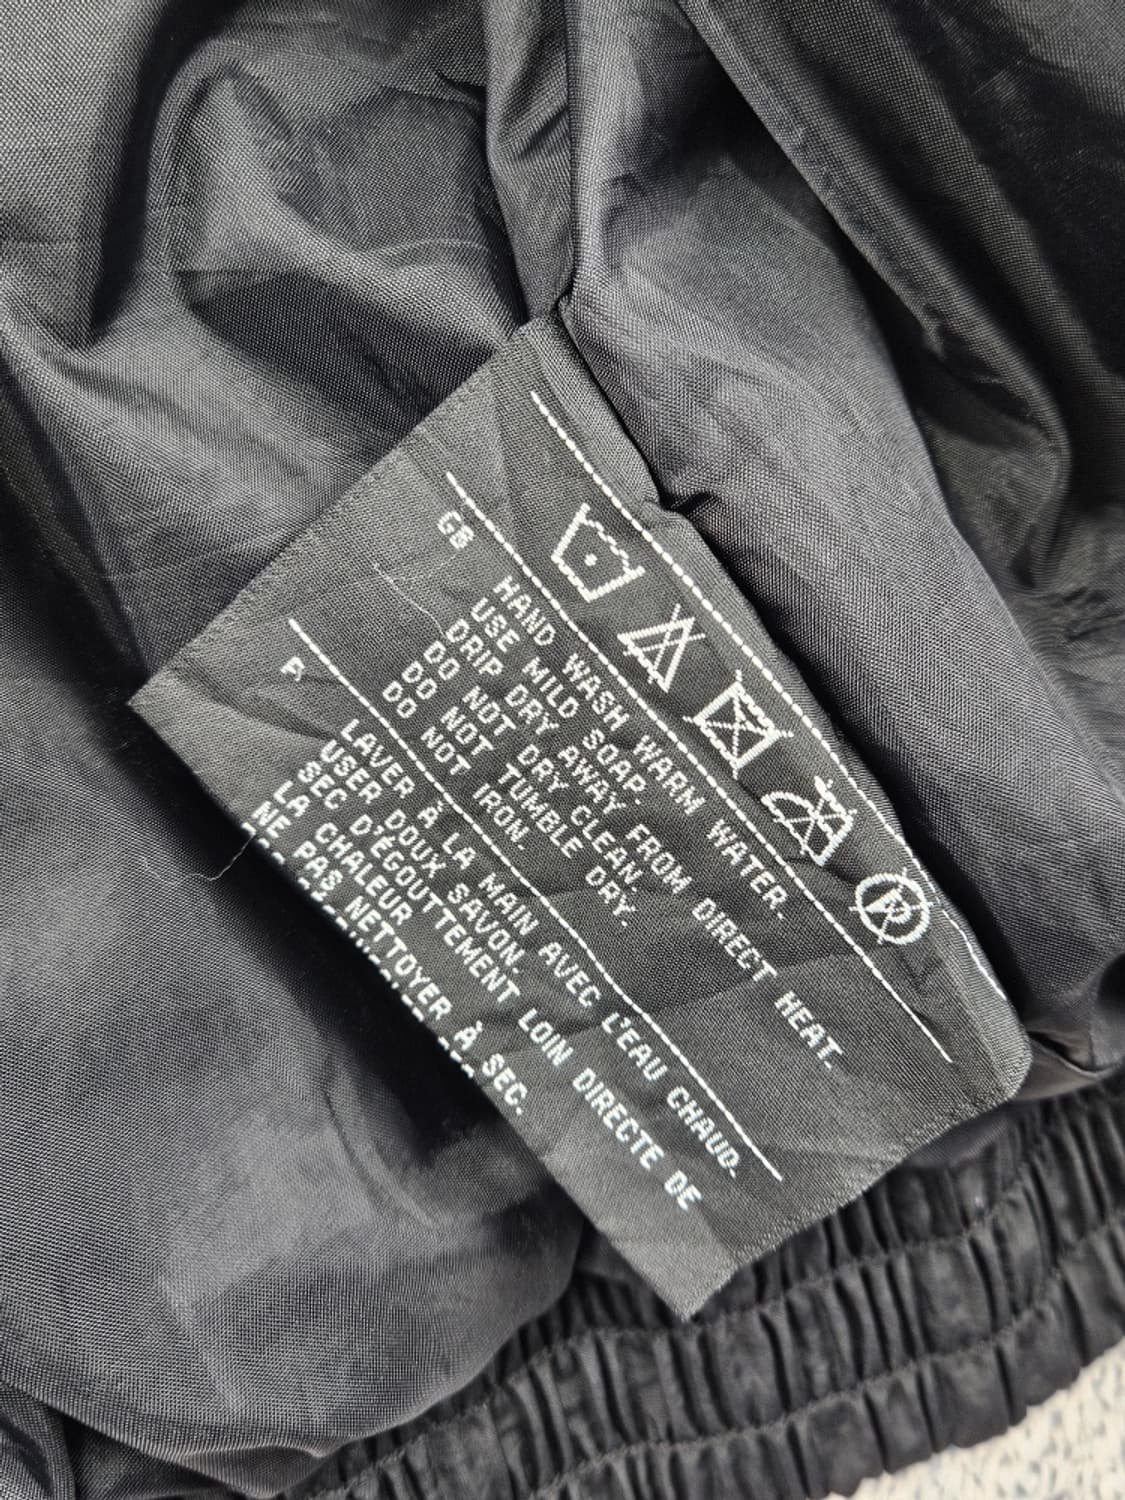 GB
HAND WASH WARM WATER.
USE MILD SOAP.
DRIP DRY AWAY FROM DIRECT HEAT.
DO NOT DRY CLEAN.
DO NOT TUMBLE DRY.
DO NOT IRON.
F
LAVER À LA MAIN AVEC L'EAU CHAUD.
USER DOUX SAVON.
SEC D'ÉGOUTTEMENT LOIN DIRECTE DE
LA CHALEUR
NE PAS NETTOYER À SEC.